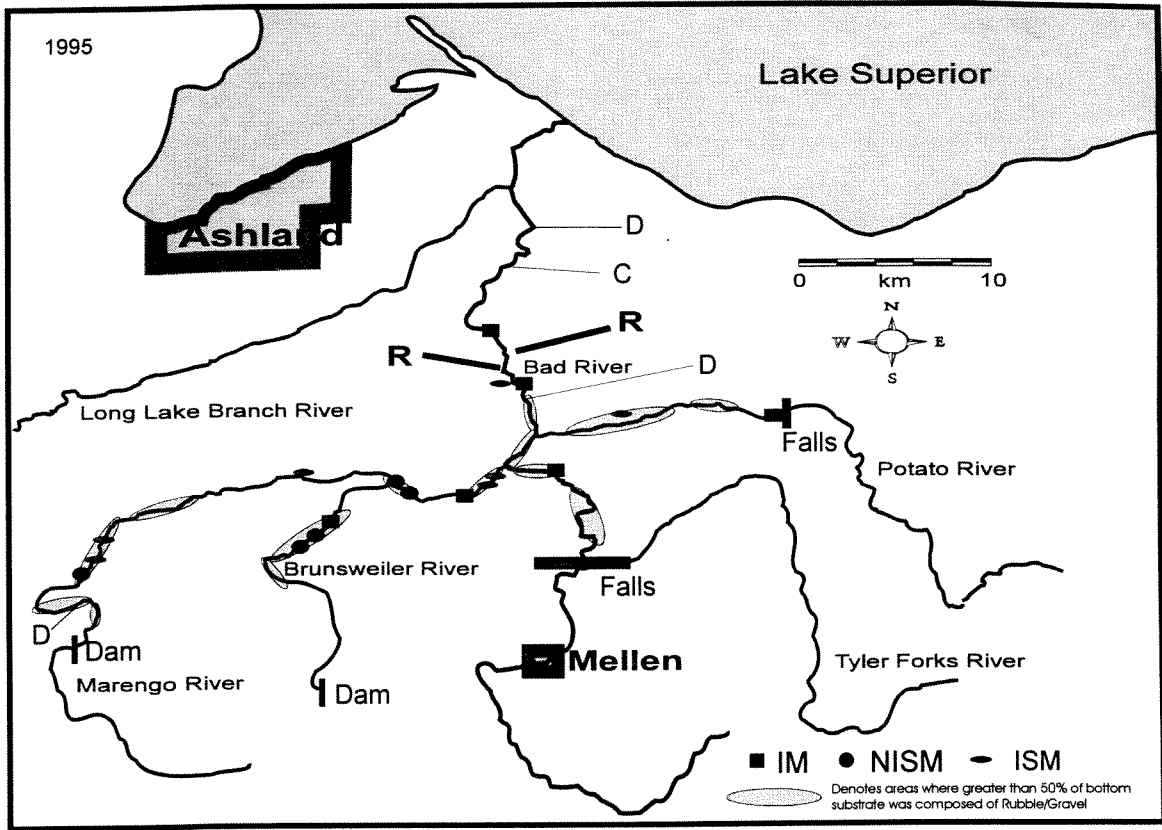 1995
Lake Superior
Ashland
D
C
0 km 10
N
W E
S
R
R
Bad River
D
Long Lake Branch River
Falls
Potato River
Brunsweiler River
Falls
D
Dam
Mellen
Tyler Forks River
Marengo River
Dam
IM NISM ISM
Denotes areas where greater than 50% of bottom
substrate was composed of Rubble/Gravel